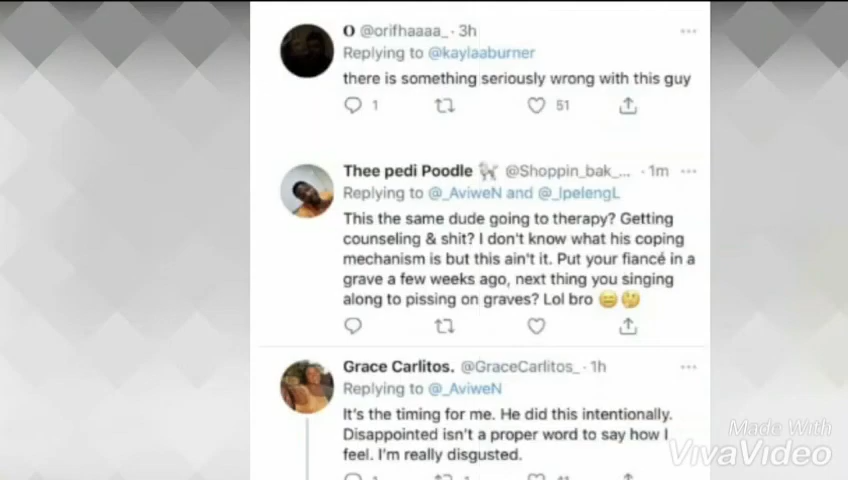 O @orifhaaaa_ · 3h
Replying to @kaylaaburner
there is something seriously wrong with this guy
1 51
Thee pedi Poodle 🐩 @Shoppin_bak_... · 1m
Replying to @_AviweN and @_IpelengL
This the same dude going to therapy? Getting
counseling & shit? I don't know what his coping
mechanism is but this ain't it. Put your fiancé in a
grave a few weeks ago, next thing you singing
along to pissing on graves? Lol bro 😑🤔
Grace Carlitos. @GraceCarlitos_ · 1h
Replying to @_AviweN
It's the timing for me. He did this intentionally.
Disappointed isn't a proper word to say how I
feel. I'm really disgusted.
Made With
VivaVideo